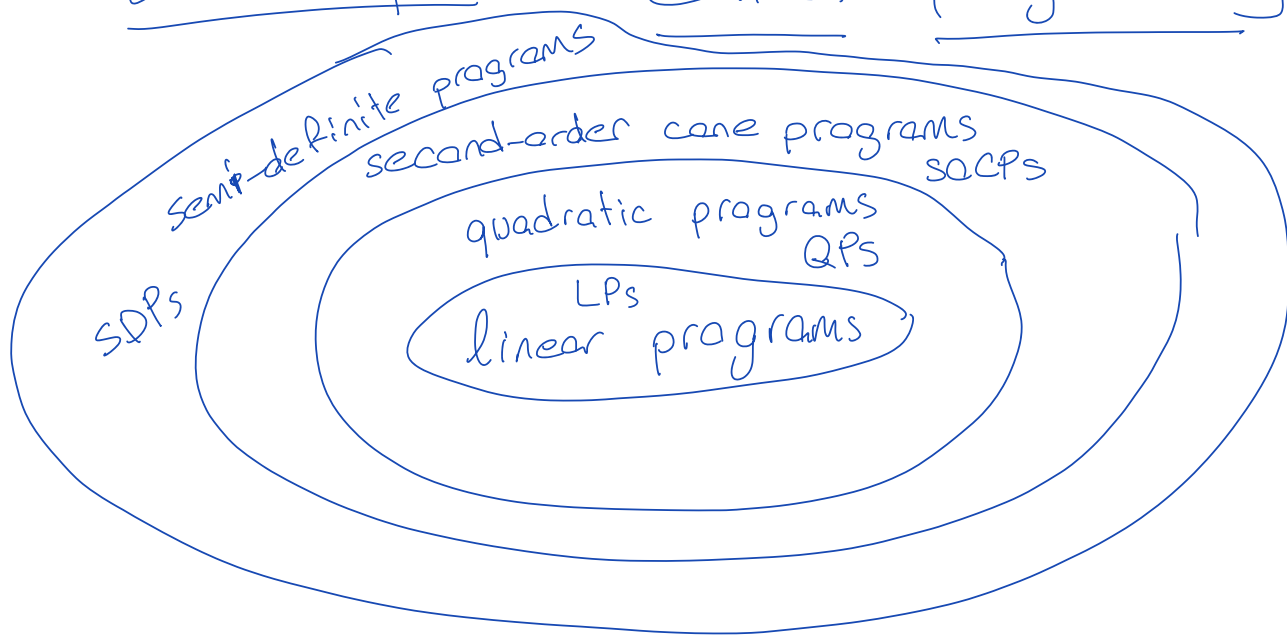 semi-definite programs
second-order cone programs
SOCPs
quadratic programs
QPs
SDPs
LPs
linear programs